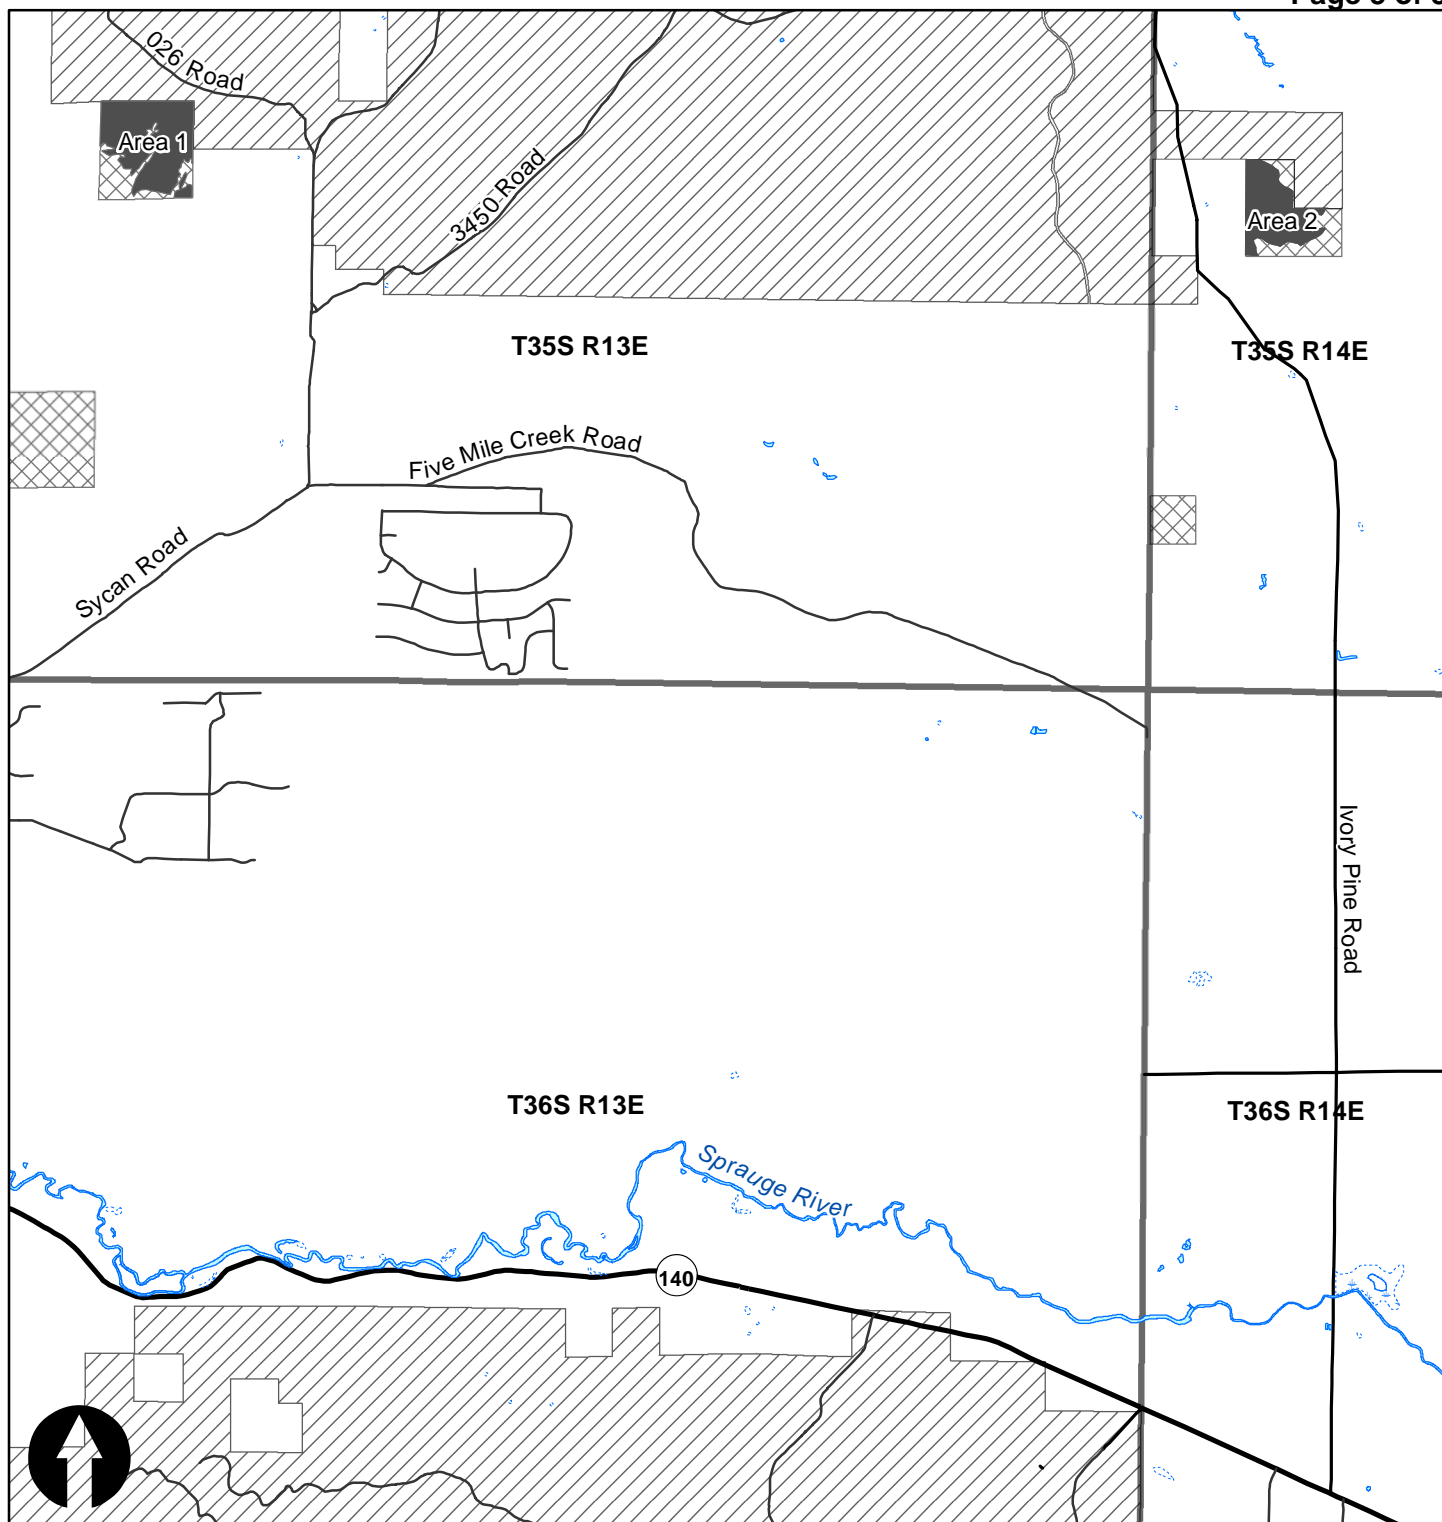 026 Road
Area 1
3450 Road
Area 2
T35S R13E
T35S R14E
Five Mile Creek Road
Sycan Road
Ivory Pine Road
T36S R13E
T36S R14E
Sprauge River
140